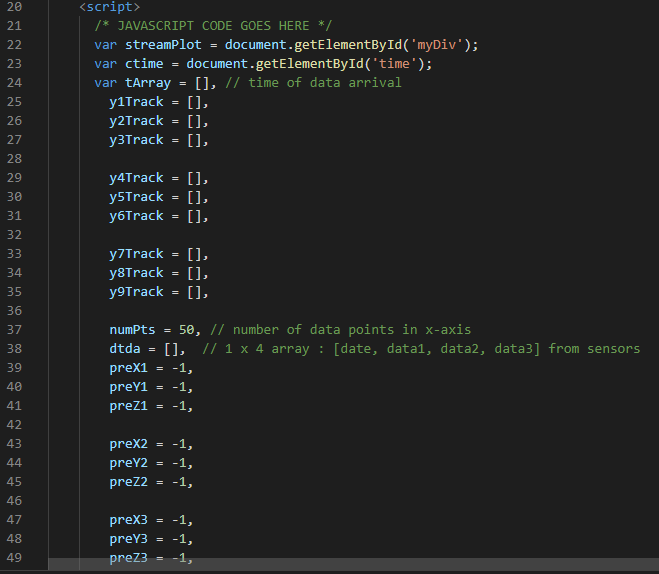 20 <script>
21 /* JAVASCRIPT CODE GOES HERE */
22 var streamPlot = document.getElementById('myDiv');
23 var ctime = document.getElementById('time');
24 var tArray = [], // time of data arrival
25 y1Track = [],
26 y2Track = [],
27 y3Track = [],
28
29 y4Track = [],
30 y5Track = [],
31 y6Track = [],
32
33 y7Track = [],
34 y8Track = [],
35 y9Track = [],
36
37 numPts = 50, // number of data points in x-axis
38 dtda = [],  // 1 x 4 array : [date, data1, data2, data3] from sensors
39 preX1 = -1,
40 preY1 = -1,
41 preZ1 = -1,
42
43 preX2 = -1,
44 preY2 = -1,
45 preZ2 = -1,
46
47 preX3 = -1,
48 preY3 = -1,
49 preZ3 = -1,